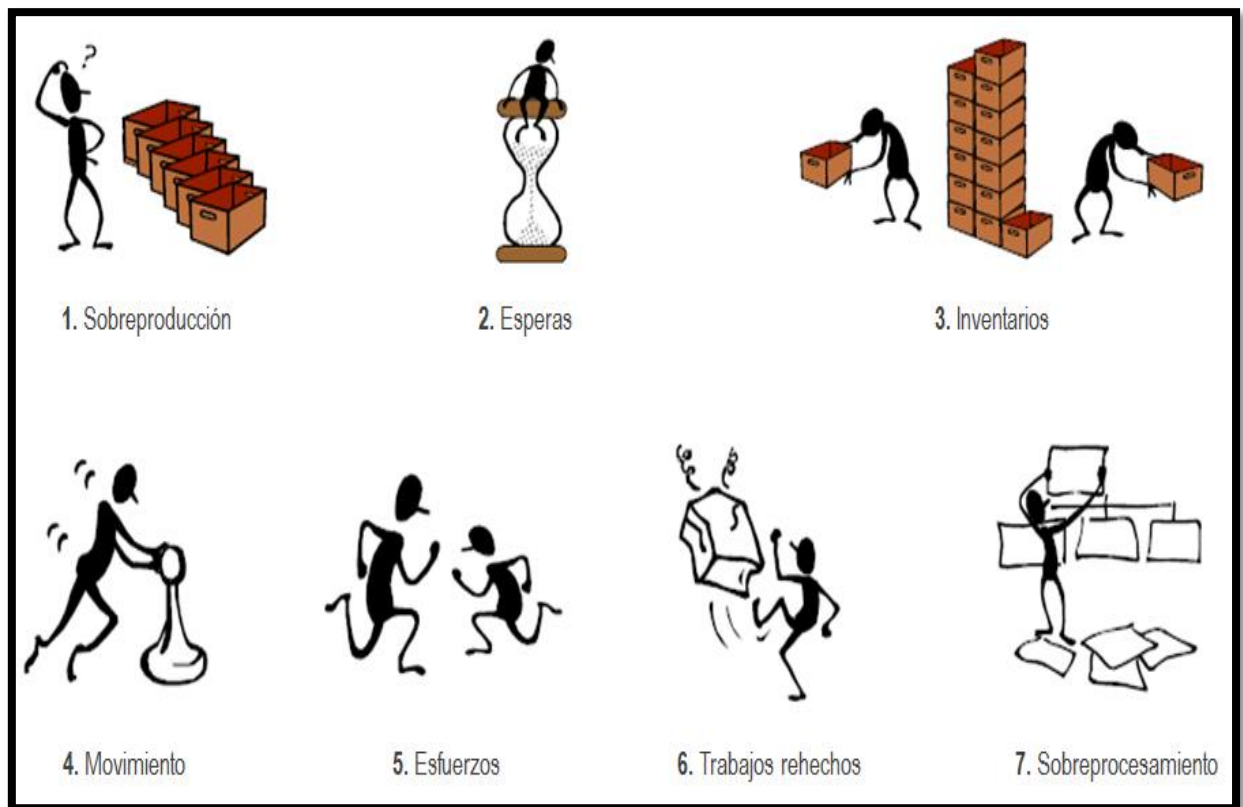 ?
1. Sobreproducción
2. Esperas
3. Inventarios
4. Movimiento
5. Esfuerzos
6. Trabajos rehechos
7. Sobreprocesamiento